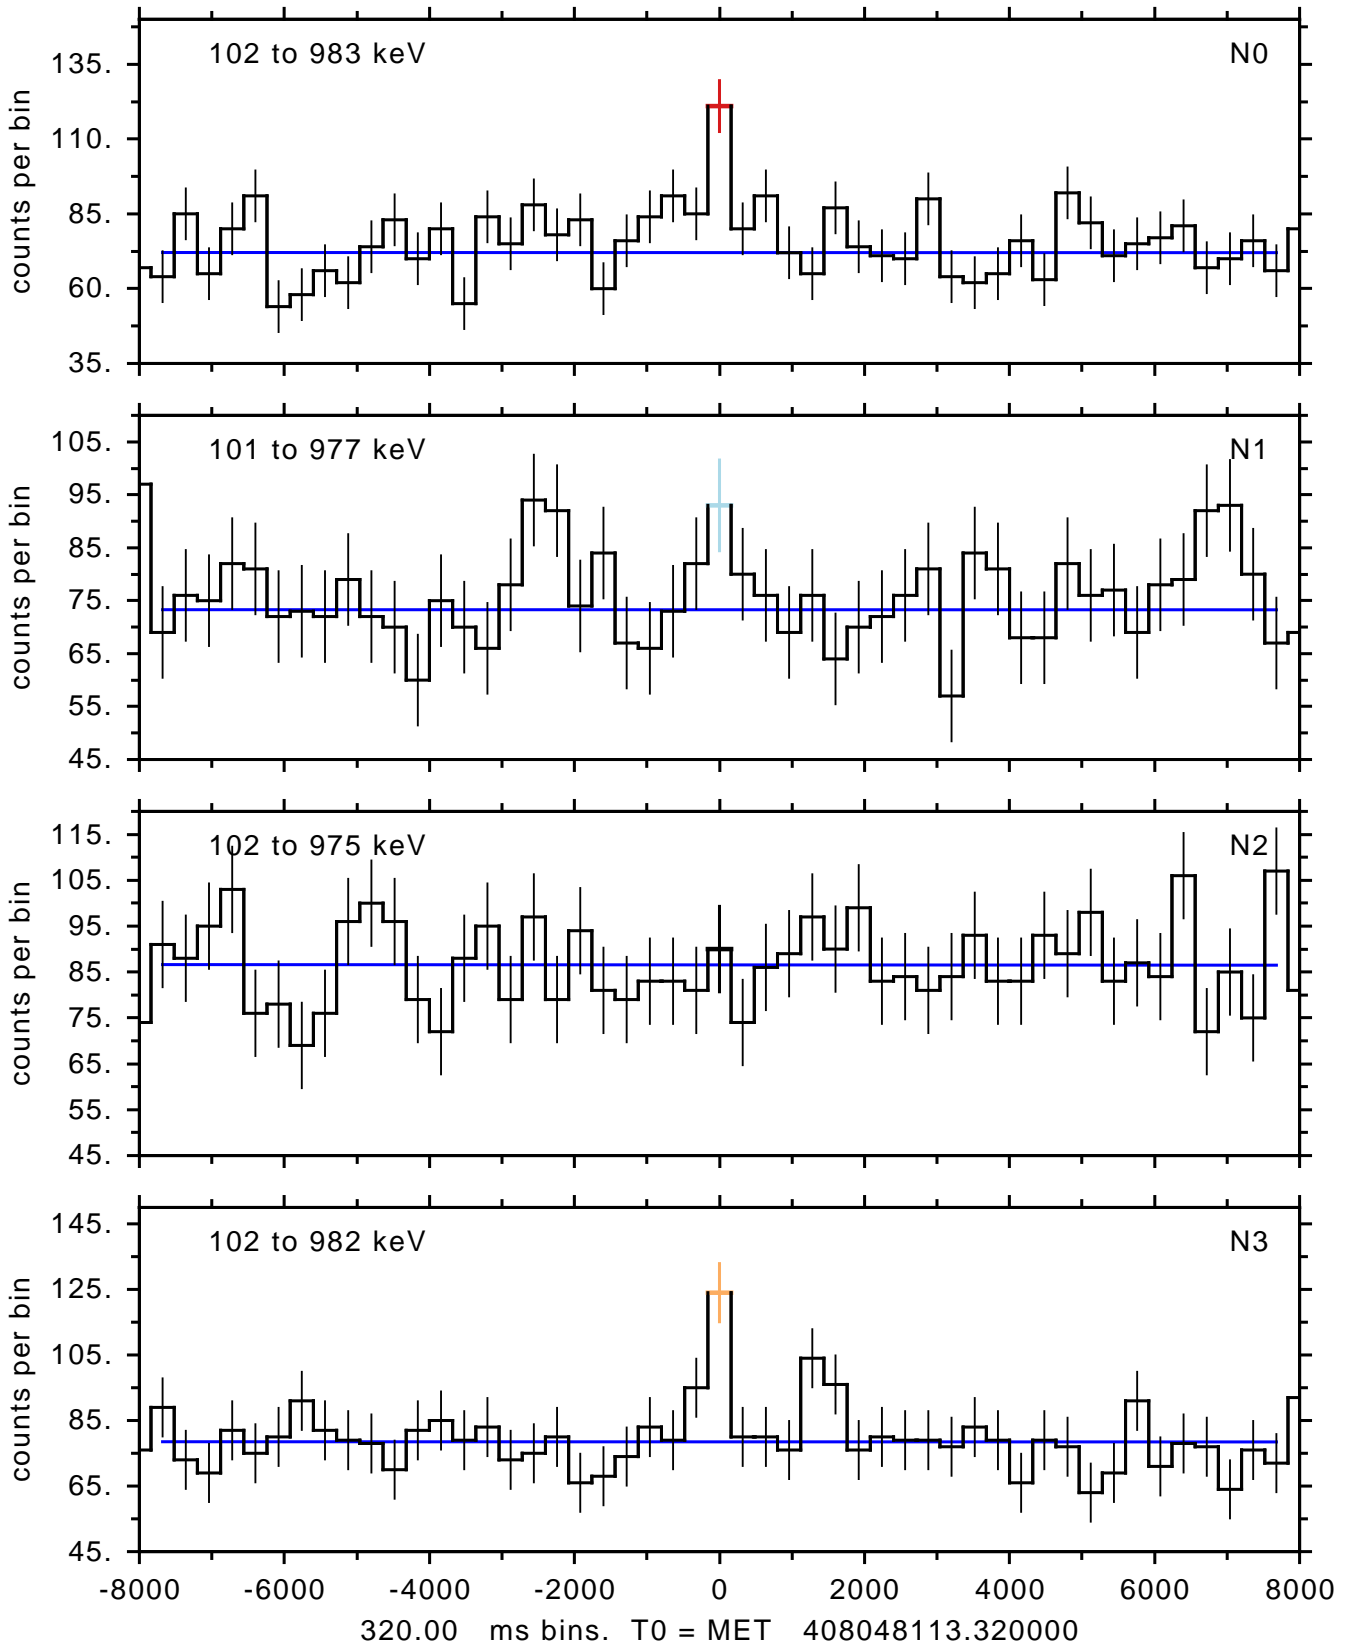 102 to 983 keV N0
135.
110.
85.
60.
35.
counts per bin
101 to 977 keV N1
105.
95.
85.
75.
65.
55.
45.
counts per bin
102 to 975 keV N2
115.
105.
95.
85.
75.
65.
55.
45.
counts per bin
102 to 982 keV N3
145.
125.
105.
85.
65.
45.
counts per bin
-8000 -6000 -4000 -2000 0 2000 4000 6000 8000
320.00 ms bins. T0 = MET 408048113.320000